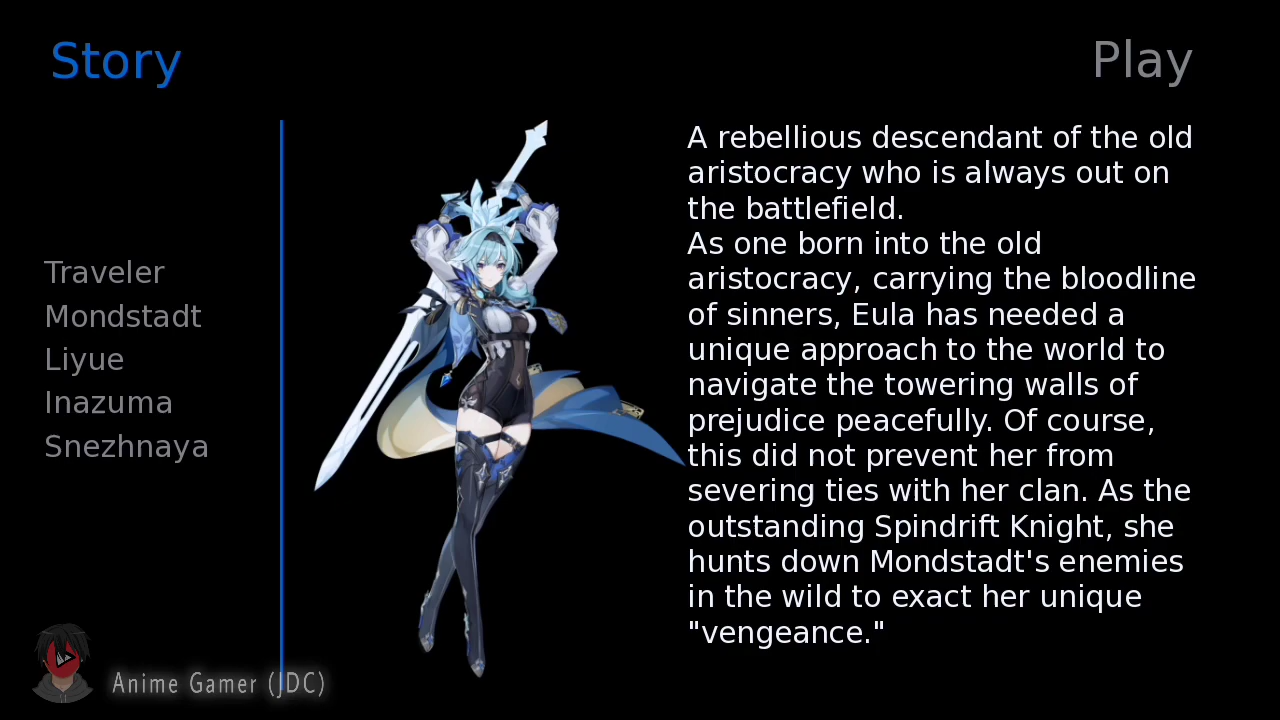 Story
Play
Traveler
Mondstadt
Liyue
Inazuma
Snezhnaya
A rebellious descendant of the old
aristocracy who is always out on
the battlefield.
As one born into the old
aristocracy, carrying the bloodline
of sinners, Eula has needed a
unique approach to the world to
navigate the towering walls of
prejudice peacefully. Of course,
this did not prevent her from
severing ties with her clan. As the
outstanding Spindrift Knight, she
hunts down Mondstadt's enemies
in the wild to exact her unique
"vengeance."
Anime Gamer (JDC)